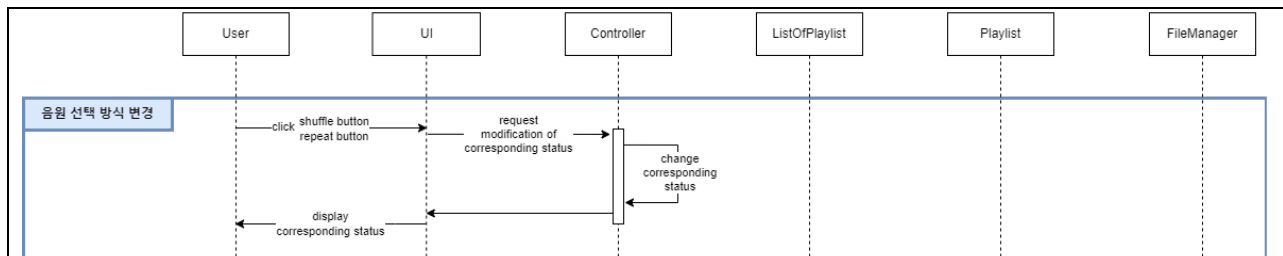 User
UI
Controller
ListOfPlaylist
Playlist
FileManager
음원 선택 방식 변경
click
shuffle button
repeat button
request
modification of
corresponding status
change
corresponding
status
display
corresponding status